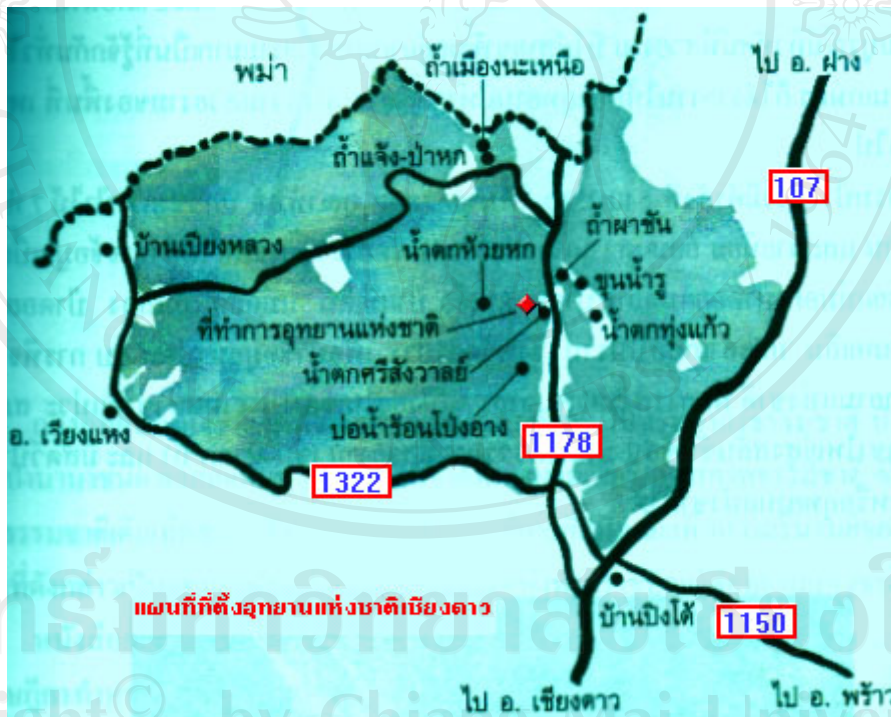 พม่า
ถ้ำเมืองนะเหนือ
ไป อ. ฝาง
ถ้ำแจ้ง-ป่าหก
107
บ้านเปียงหลวง
น้ำตกห้วยหก
ถ้ำผาชัน
ขุนน้ำรู
ที่ทำการอุทยานแห่งชาติ
น้ำตกทุ่งแก้ว
น้ำตกศรีสังวาลย์
อ. เวียงแหง
บ่อน้ำร้อนโป่งอาง
1178
1322
แผนที่ที่ตั้งอุทยานแห่งชาติเชียงดาว
บ้านปิงโค้
1150
ไป อ. เชียงดาว
ไป อ. พร้าว
by Chiang Mai Univers